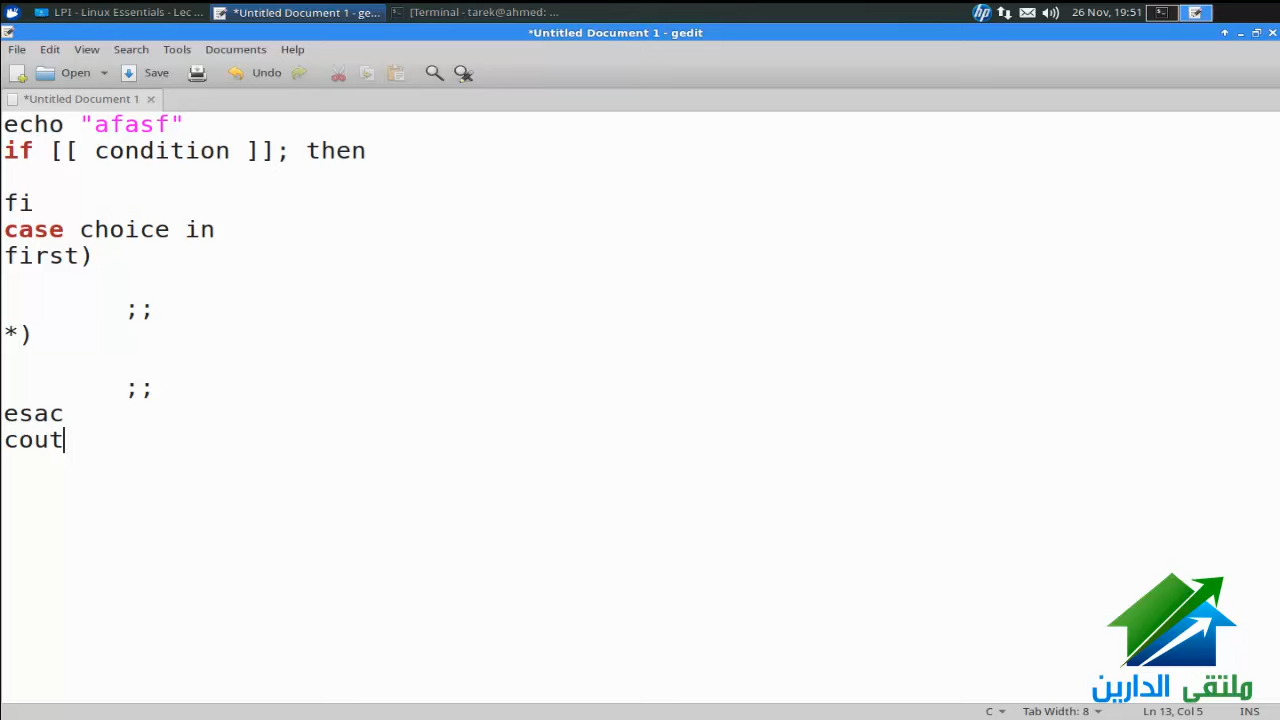 LPI - Linux Essentials - Lec ...
*Untitled Document 1 - ge...
[Terminal - tarek@ahmed: ...
hp
26 Nov, 19:51
*Untitled Document 1 - gedit
File Edit View Search Tools Documents Help
Open Save Undo
*Untitled Document 1
echo "afasf"
if [[ condition ]]; then
fi
case choice in
first)
;;
*)
;;
esac
cout
ملتقى الدارين
C Tab Width: 8 Ln 13, Col 5 INS